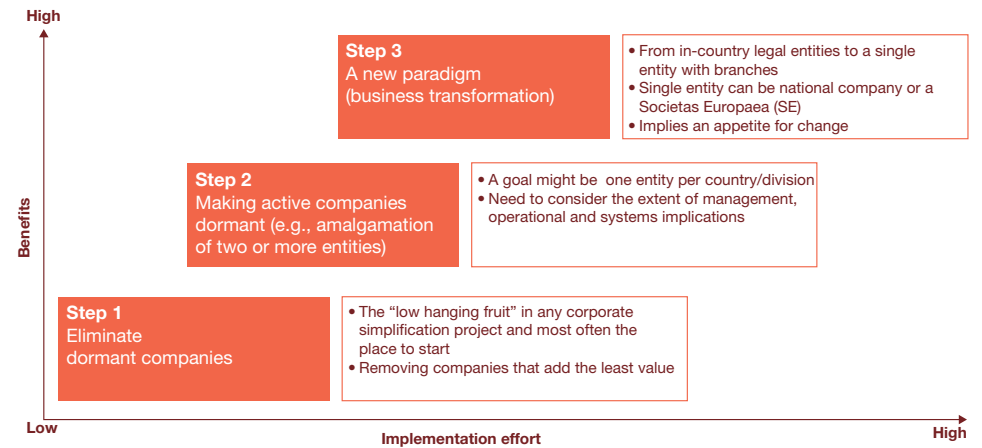 High
Step 3
A new paradigm
(business transformation)
• From in-country legal entities to a single
entity with branches
• Single entity can be national company or a
Societas Europaea (SE)
• Implies an appetite for change
Step 2
Making active companies
dormant (e.g., amalgamation
of two or more entities)
• A goal might be one entity per country/division
• Need to consider the extent of management,
operational and systems implications
Benefits
Step 1
Eliminate
dormant companies
• The “low hanging fruit” in any corporate
simplification project and most often the
place to start
• Removing companies that add the least value
Low
Implementation effort
High